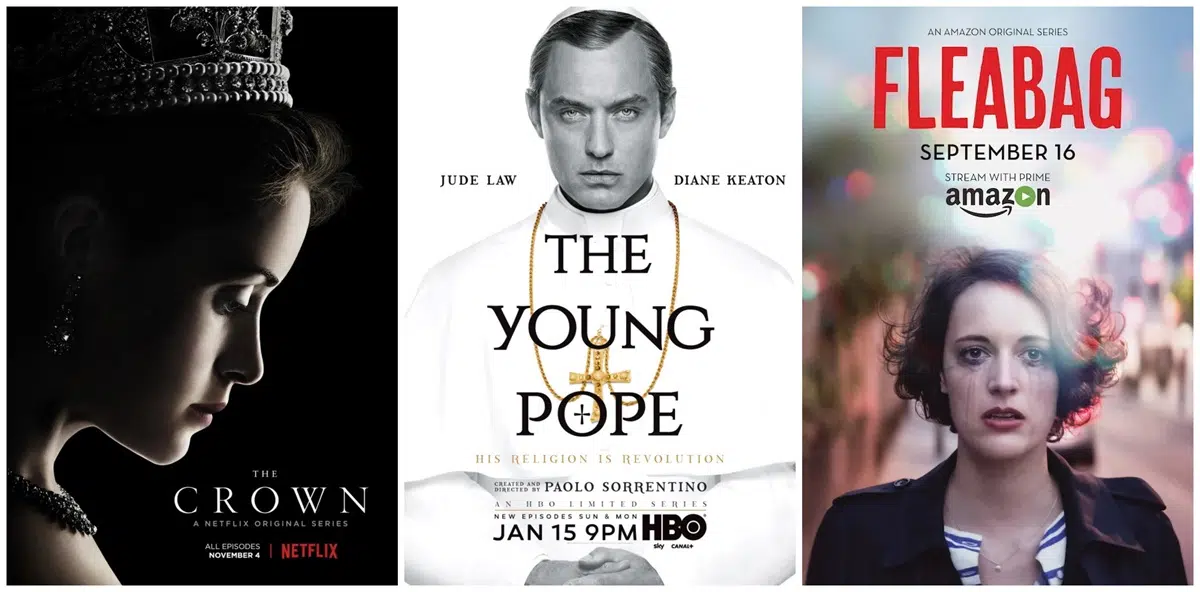 THE
CROWN
A NETFLIX ORIGINAL SERIES
ALL EPISODES
NOVEMBER 4
NETFLIX
JUDE LAW
DIANE KEATON
THE
YOUNG
POPE
HIS RELIGION IS REVOLUTION
CREATED AND
DIRECTED BY PAOLO SORRENTINO
AN HBO LIMITED SERIES
NEW EPISODES SUN & MON
JAN 15 9PM HBO
sky CANAL+
AN AMAZON ORIGINAL SERIES
FLEABAG
SEPTEMBER 16
STREAM WITH PRIME
amazon